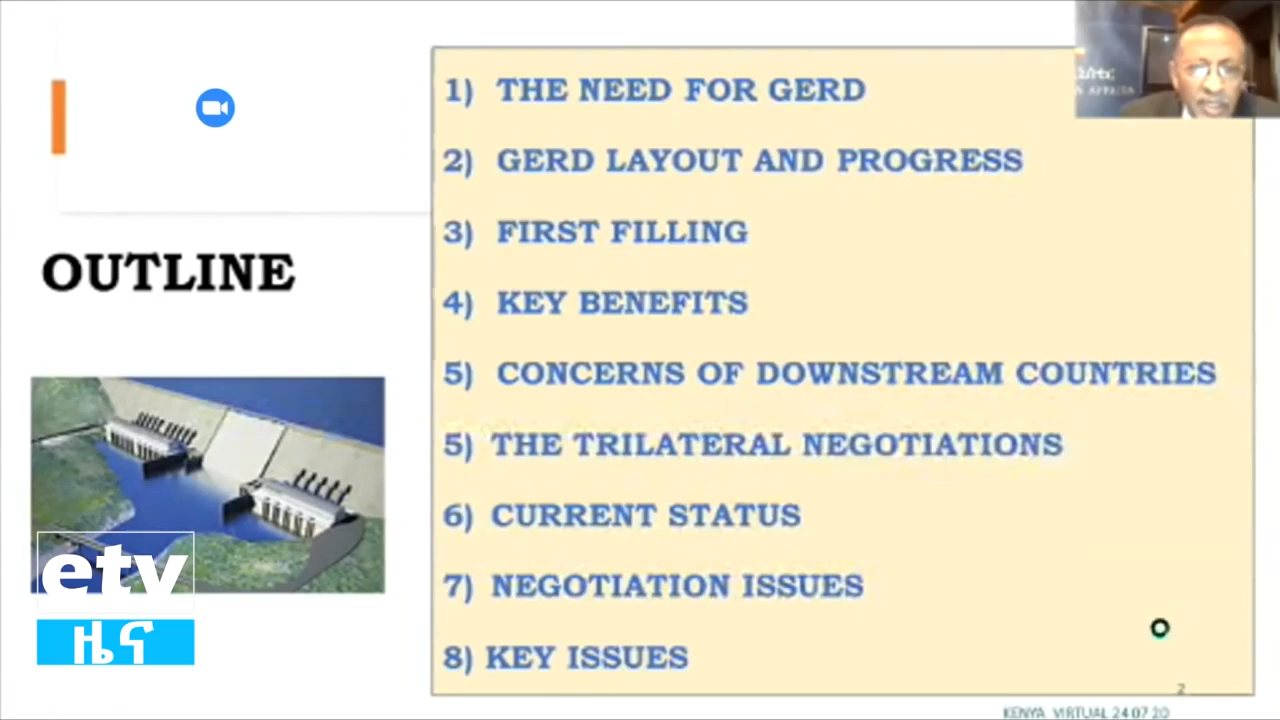 1) THE NEED FOR GERD
2) GERD LAYOUT AND PROGRESS
3) FIRST FILLING
OUTLINE
4) KEY BENEFITS
5) CONCERNS OF DOWNSTREAM COUNTRIES
5) THE TRILATERAL NEGOTIATIONS
6) CURRENT STATUS
7) NEGOTIATION ISSUES
8) KEY ISSUES
etv
ዜና
2
KENYA VIRTUAL 24 07 20